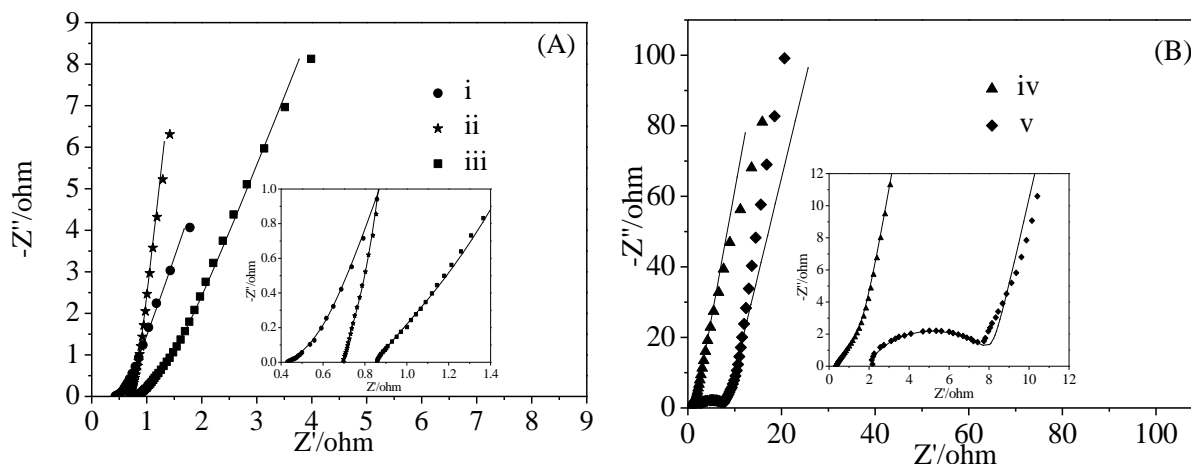 (A)
-Z''/ohm
9
8
7
6
5
4
3
2
1
0
i
ii
iii
-Z''/ohm
1.0
0.8
0.6
0.4
0.2
0.0
0.4 0.6 0.8 1.0 1.2 1.4
Z'/ohm
0 1 2 3 4 5 6 7 8 9
Z'/ohm
(B)
-Z''/ohm
100
80
60
40
20
0
iv
v
-Z''/ohm
12
10
8
6
4
2
0
0 2 4 6 8 10 12
Z'/ohm
0 20 40 60 80 100
Z'/ohm